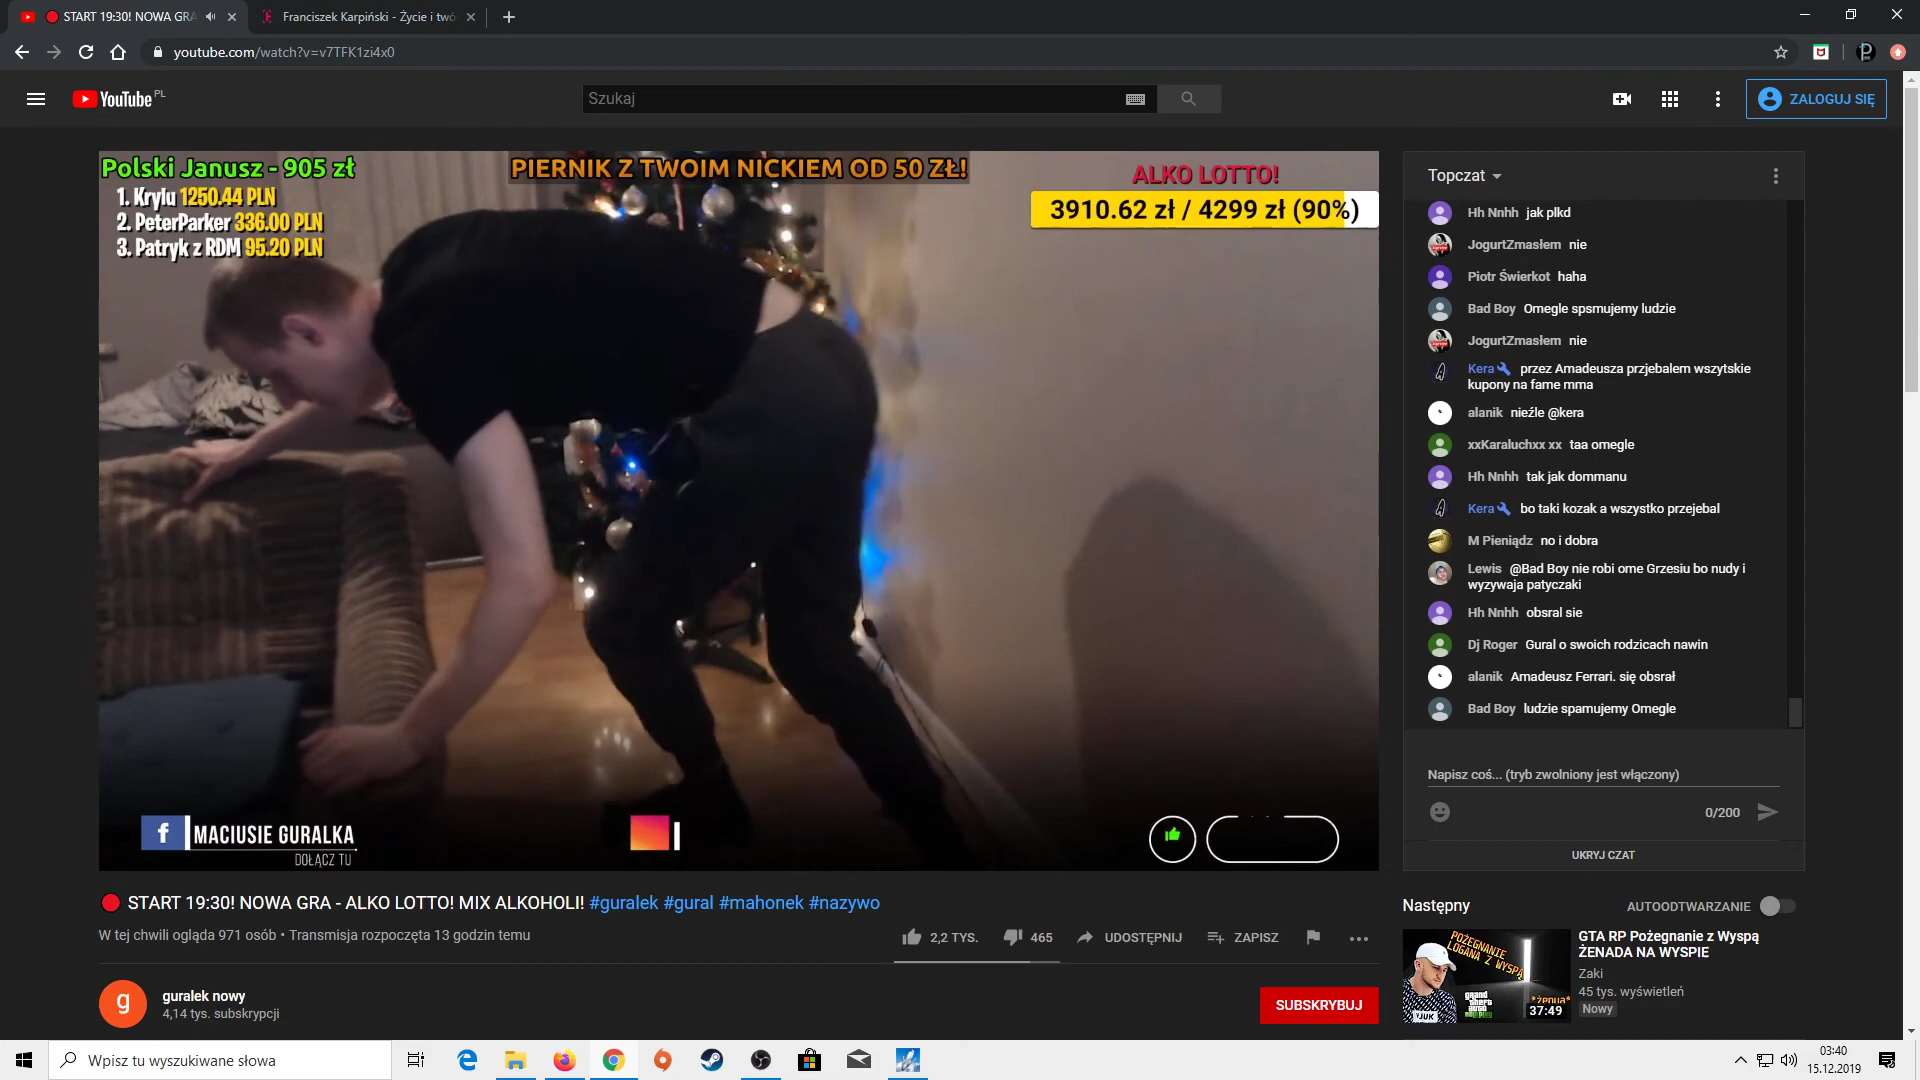 START 19:30! NOWA GRA
Franciszek Karpiński - Życie i twó
youtube.com/watch?v=v7TFK1zi4x0
YouTube PL
Szukaj
ZALOGUJ SIĘ
Polski Janusz - 905 zł
1. Krylu 1250.44 PLN
2. PeterParker 336.00 PLN
3. Patryk z RDM 95.20 PLN
PIERNIK Z TWOIM NICKIEM OD 50 ZŁ!
ALKO LOTTO!
3910.62 zł / 4299 zł (90%)
f MACIUSIE GURALKA
DOŁĄCZ TU
Topczat
Hh Nnhh jak plkd
JogurtZmasłem nie
Piotr Świerkot haha
Bad Boy Omegle spsmujemy ludzie
JogurtZmasłem nie
Kera przez Amadeusza przjebalem wszytskie
kupony na fame mma
alanik nieźle @kera
xxKaraluchxx xx taa omegle
Hh Nnhh tak jak dommanu
Kera bo taki kozak a wszystko przejebal
M Pieniądz no i dobra
Lewis @Bad Boy nie robi ome Grzesiu bo nudy i
wyzywaja patyczaki
Hh Nnhh obsral sie
Dj Roger Gural o swoich rodzicach nawin
alanik Amadeusz Ferrari. się obsrał
Bad Boy ludzie spamujemy Omegle
Napisz coś... (tryb zwolniony jest włączony)
0/200
UKRYJ CZAT
START 19:30! NOWA GRA - ALKO LOTTO! MIX ALKOHOLI! #guralek #gural #mahonek #nazywo
W tej chwili ogląda 971 osób • Transmisja rozpoczęta 13 godzin temu
2,2 TYS.
465
UDOSTĘPNIJ
ZAPISZ
g
guralek nowy
4,14 tys. subskrypcji
SUBSKRYBUJ
Następny
AUTOODTWARZANIE
POŻEGNANIE
LOGANA Z WYSPĄ
grand
theft
auto
37:49
GTA RP Pożegnanie z Wyspą
ŻENADA NA WYSPIE
Zaki
45 tys. wyświetleń
Nowy
Wpisz tu wyszukiwane słowa
03:40
15.12.2019